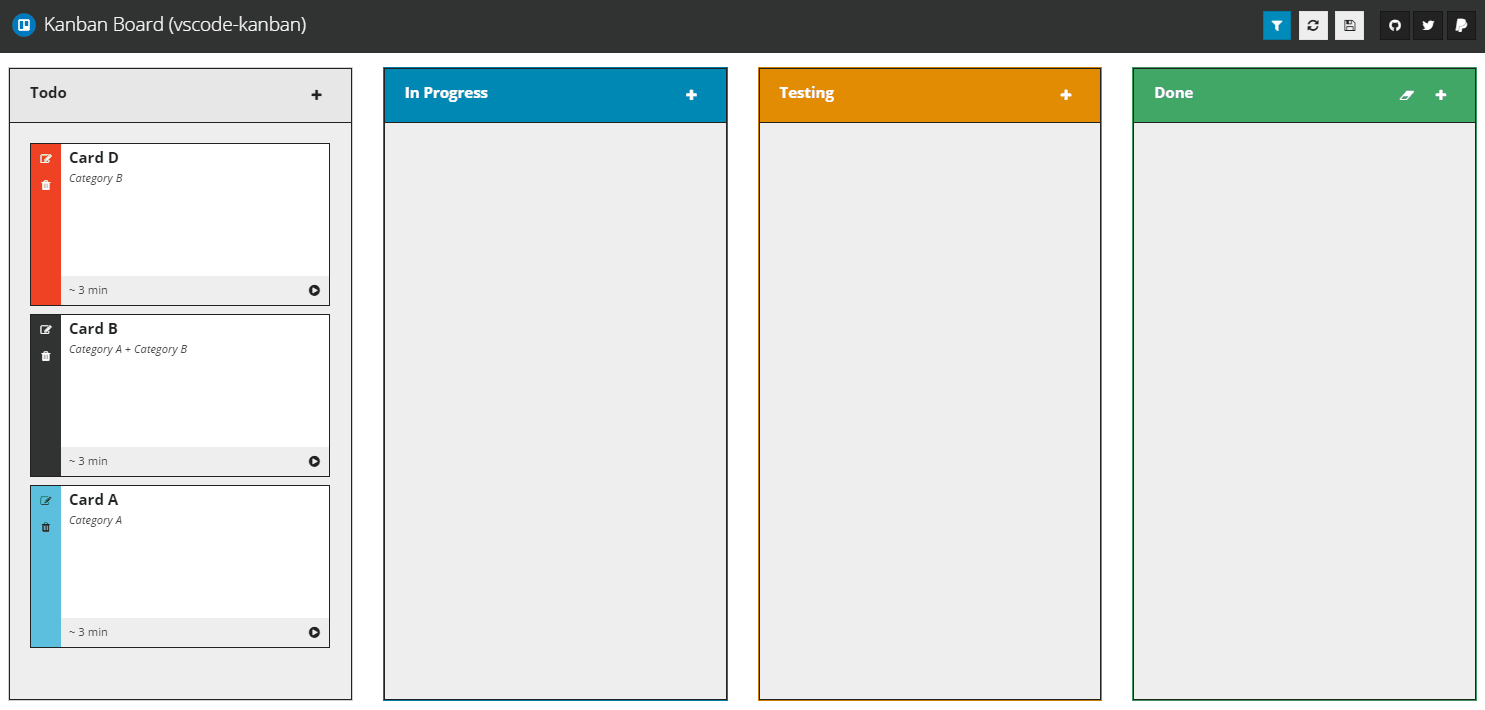 Kanban Board (vscode-kanban)
Todo
In Progress
Testing
Done
Card D
Category B
~ 3 min
Card B
Category A + Category B
~ 3 min
Card A
Category A
~ 3 min